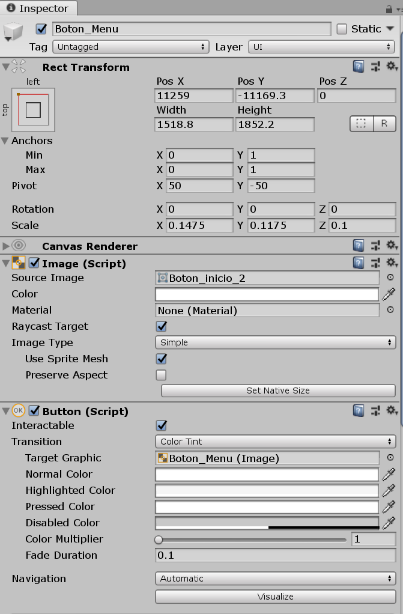 Inspector
Boton_Menu Static
Tag Untagged Layer UI
Rect Transform
left Pos X Pos Y Pos Z
top 11259 -11169.3 0
Width Height
1518.8 1852.2 R
Anchors
Min X 0 Y 1
Max X 0 Y 1
Pivot X 50 Y -50
Rotation X 0 Y 0 Z 0
Scale X 0.1475 Y 0.1175 Z 0.1
Canvas Renderer
Image (Script)
Source Image Boton_inicio_2
Color
Material None (Material)
Raycast Target
Image Type Simple
Use Sprite Mesh
Preserve Aspect
Set Native Size
OK Button (Script)
Interactable
Transition Color Tint
Target Graphic Boton_Menu (Image)
Normal Color
Highlighted Color
Pressed Color
Disabled Color
Color Multiplier 1
Fade Duration 0.1
Navigation Automatic
Visualize